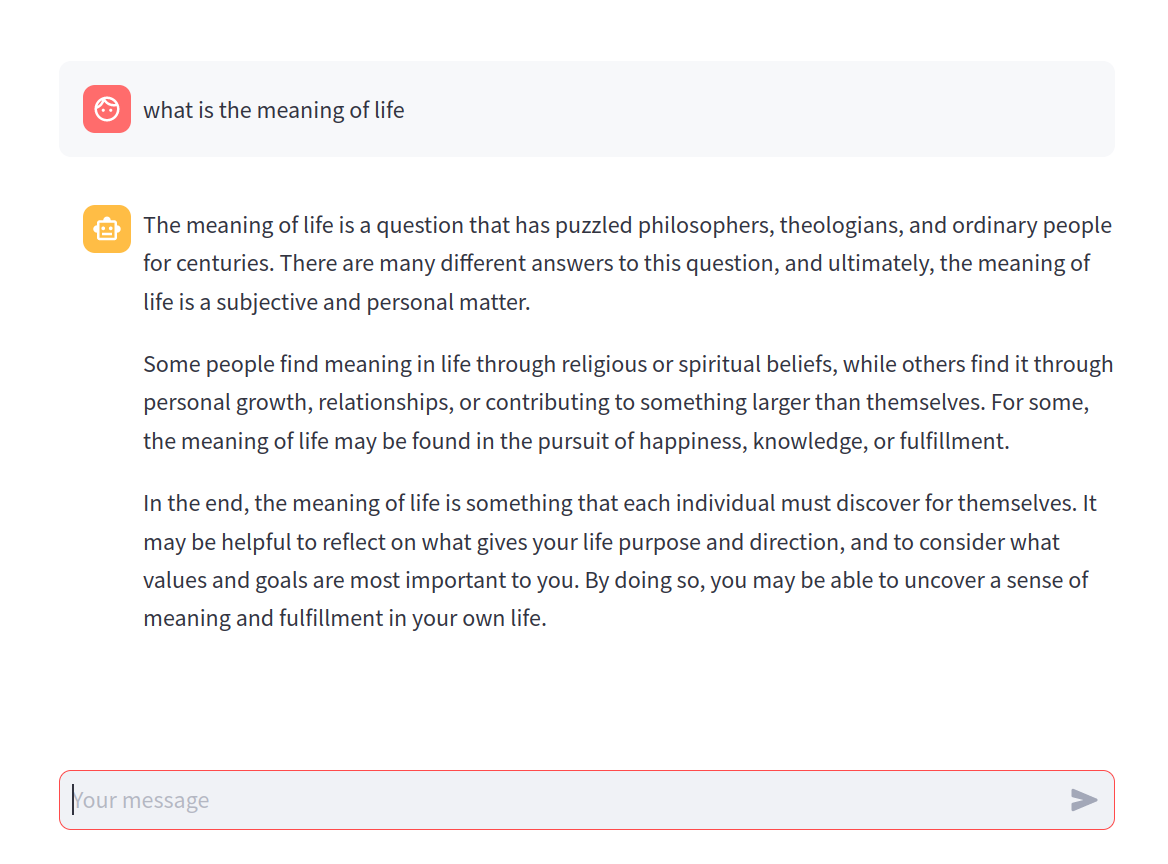 what is the meaning of life
The meaning of life is a question that has puzzled philosophers, theologians, and ordinary people
for centuries. There are many different answers to this question, and ultimately, the meaning of
life is a subjective and personal matter.
Some people find meaning in life through religious or spiritual beliefs, while others find it through
personal growth, relationships, or contributing to something larger than themselves. For some,
the meaning of life may be found in the pursuit of happiness, knowledge, or fulfillment.
In the end, the meaning of life is something that each individual must discover for themselves. It
may be helpful to reflect on what gives your life purpose and direction, and to consider what
values and goals are most important to you. By doing so, you may be able to uncover a sense of
meaning and fulfillment in your own life.
Your message